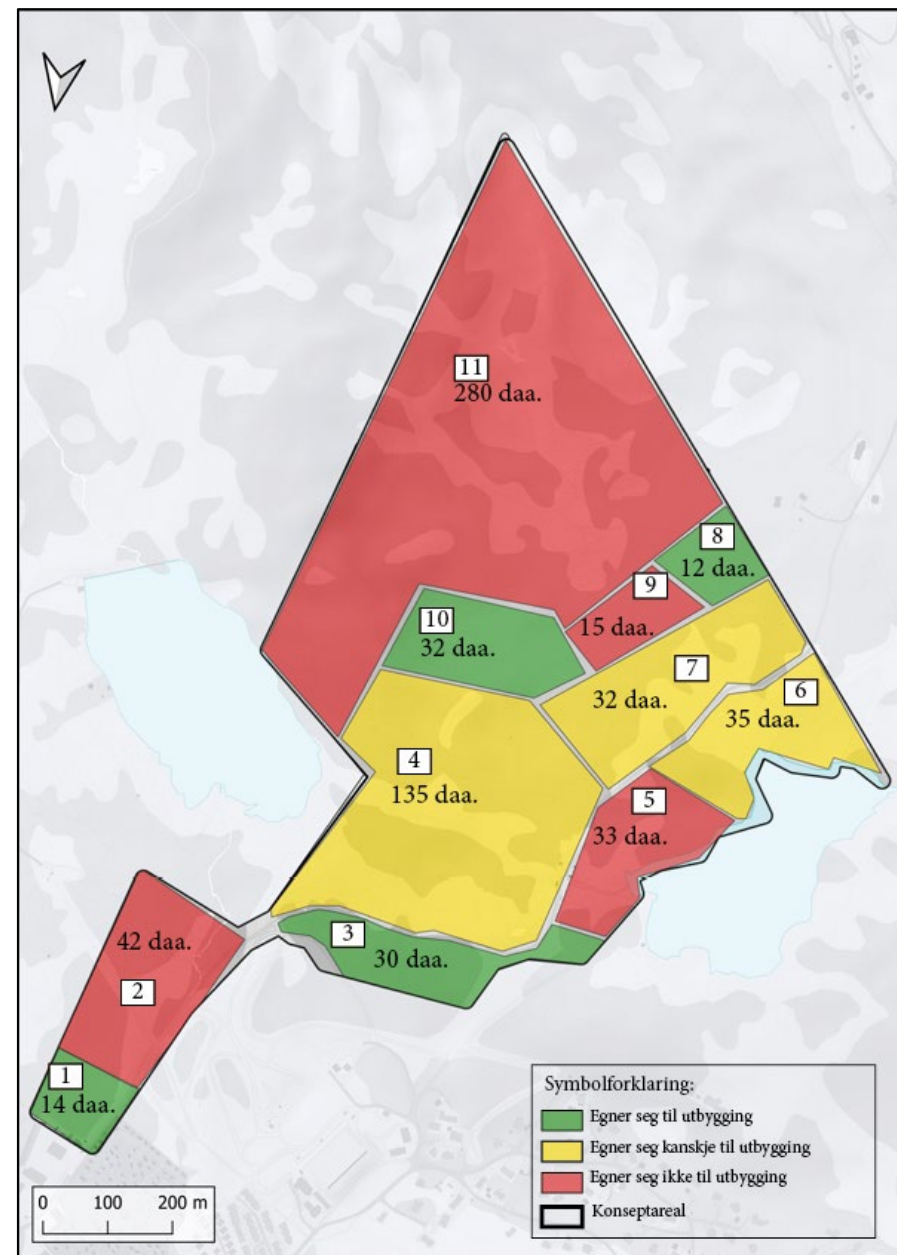 11
280 daa.
8
12 daa.
9
15 daa.
10
32 daa.
7
32 daa.
6
35 daa.
4
135 daa.
5
33 daa.
3
30 daa.
42 daa.
2
1
14 daa.
Symbolforklaring:
Egner seg til utbygging
Egner seg kanskje til utbygging
Egner seg ikke til utbygging
Konseptareal
0 100 200 m